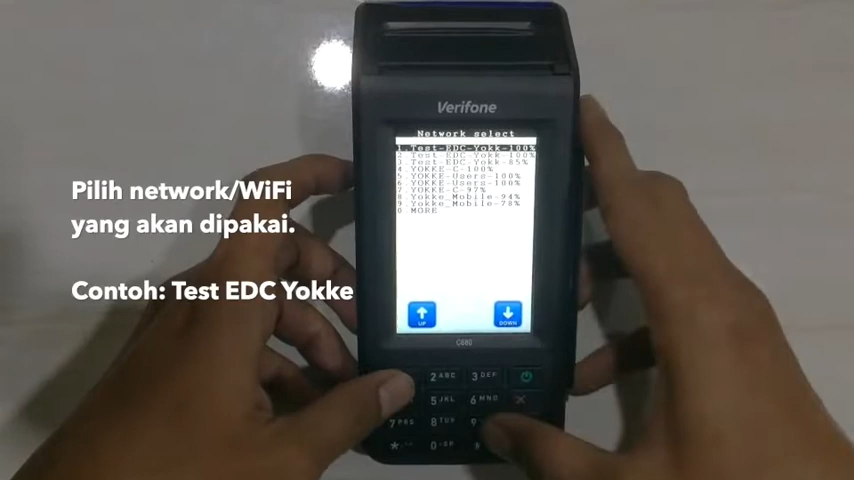 Verifone
Network select
1.Test-EDC-Yokk-100%
2 Test-EDC-Yokk-100%
3 Test-EDC-Yokk-85%
4.YOKKE-C-100%
5.YOKKE-Users-100%
6 YOKKE-Users-100%
7.YOKKE-C-97%
8 Yokke_Mobile-94%
9.Yokke_Mobile-78%
0 MORE
Pilih network/WiFi
yang akan dipakai.
Contoh: Test EDC Yokke
UP
DOWN
C680
2 ABC
3 DEF
5 JKL
6 MNO
7 PRS
8 TUV
9
0 -SP